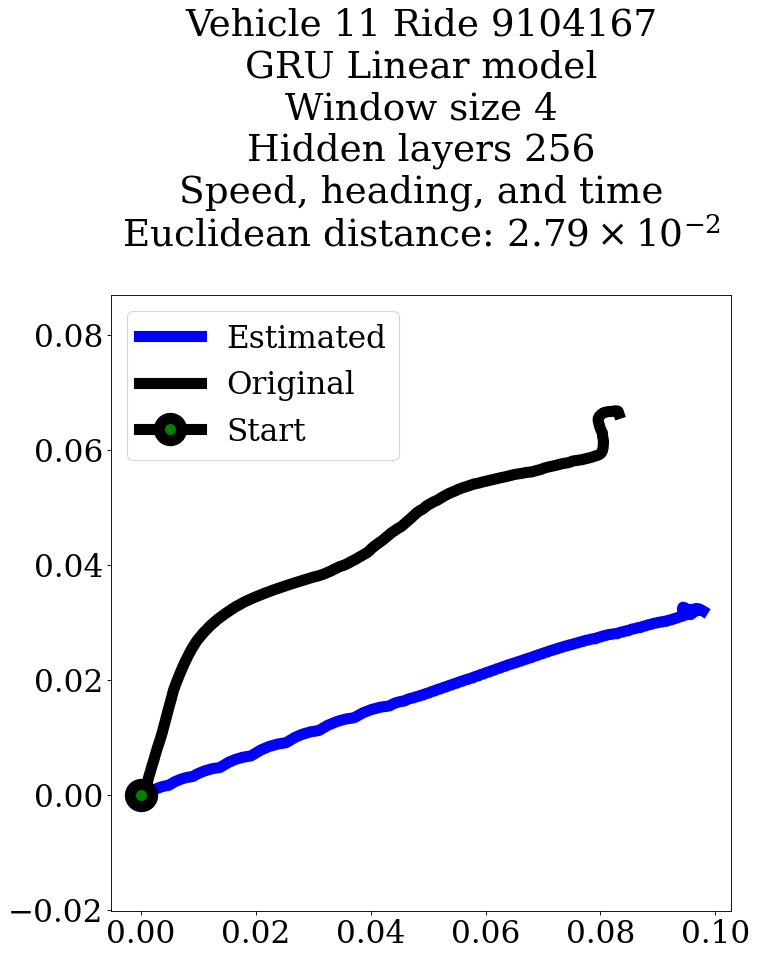 Vehicle 11 Ride 9104167
GRU Linear model
Window size 4
Hidden layers 256
Speed, heading, and time
Euclidean distance: 2.79 × 10⁻²
Estimated
Original
Start
0.08
0.06
0.04
0.02
0.00
−0.02
0.00 0.02 0.04 0.06 0.08 0.10